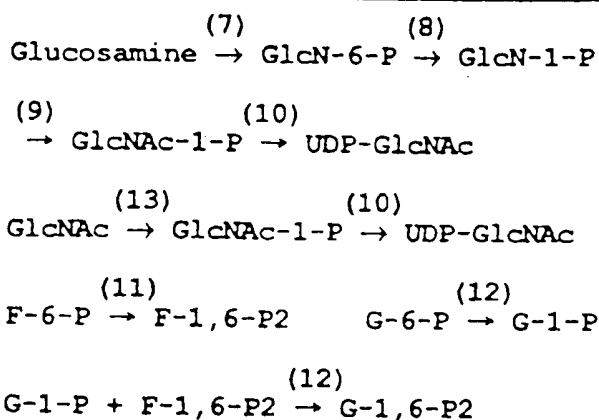 (7) (8)
Glucosamine → GlcN-6-P → GlcN-1-P
(9) (10)
→ GlcNAc-1-P → UDP-GlcNAc
(13) (10)
GlcNAc → GlcNAc-1-P → UDP-GlcNAc
(11) (12)
F-6-P → F-1,6-P2 G-6-P → G-1-P
(12)
G-1-P + F-1,6-P2 → G-1,6-P2